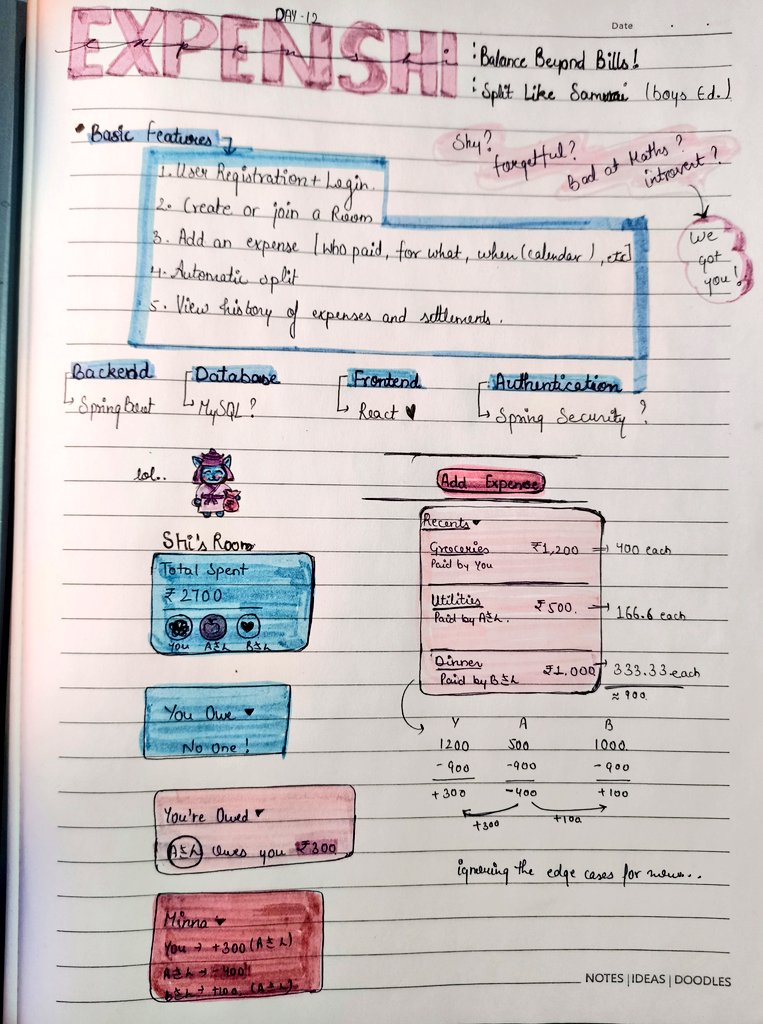 DAY-12
Date
EXPENSHI
expenshi
: Balance Beyond Bills!
: Split Like Samurai (boys Ed.)
• Basic Features
Shy?
forgetful?
Bad at Maths?
introvert?
We
got
you!
1. User Registration + Login.
2. Create or join a Room
3. Add an expense [who paid, for what, when (calendar), etc]
4. Automatic split
5. View history of expenses and settlements.
Backend
Database
Frontend
Authentication
Spring Boot
MySQL?
React ♥
Spring Security?
lol..
Shi's Room
Total Spent
₹ 2700
You Aさん Bさん
You Owe
No One!
You're Owed
Aさん Owes you ₹300
Minna
You → +300 (Aさん)
Aさん → -400
Bさん → +100 (Aさん)
Add Expense
Recents
Groceries ₹1,200 → 400 each
Paid by You
Utilities ₹500. → 166.6 each
Paid by Aさん.
Dinner ₹1,000 → 333.33 each
Paid by Bさん
≈ 900
Y A B
1200 500 1000
-900 -900 -900
+300 -400 +100
+300 +100
ignoring the edge cases for now...
NOTES | IDEAS | DOODLES